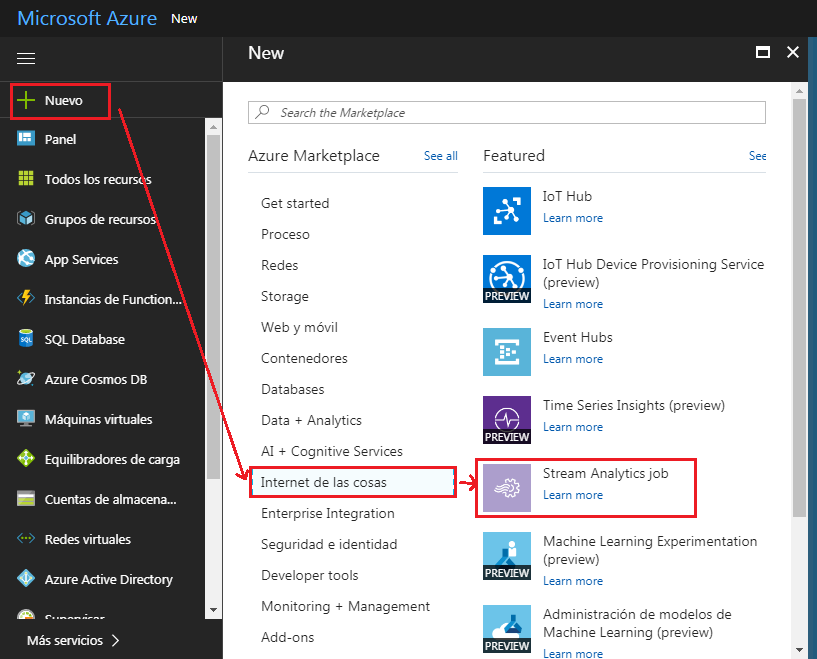 Microsoft Azure New
Nuevo
Panel
Todos los recursos
Grupos de recursos
App Services
Instancias de Function...
SQL Database
Azure Cosmos DB
Máquinas virtuales
Equilibradores de carga
Cuentas de almacena...
Redes virtuales
Azure Active Directory
Supervisar
Más servicios
New
Search the Marketplace
Azure Marketplace
See all
Get started
Proceso
Redes
Storage
Web y móvil
Contenedores
Databases
Data + Analytics
AI + Cognitive Services
Internet de las cosas
Enterprise Integration
Seguridad e identidad
Developer tools
Monitoring + Management
Add-ons
Featured
See
IoT Hub
Learn more
IoT Hub Device Provisioning Service
(preview)
PREVIEW
Learn more
Event Hubs
Learn more
Time Series Insights (preview)
Learn more
PREVIEW
Stream Analytics job
Learn more
Machine Learning Experimentation
(preview)
PREVIEW
Learn more
Administración de modelos de
Machine Learning (preview)
PREVIEW
Learn more